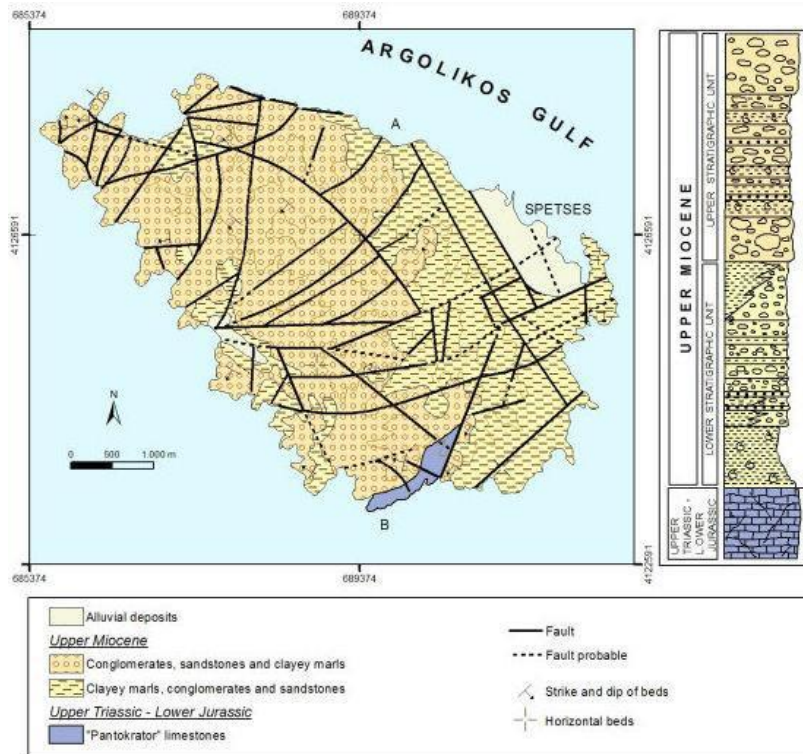 685374
689374
ARGOLIKOS GULF
A
SPETSES
4126591
4126591
N
0 500 1.000 m
B
685374
689374
4122591
UPPER MIOCENE
UPPER STRATIGRAPHIC UNIT
LOWER STRATIGRAPHIC UNIT
UPPER
TRIASSIC -
LOWER
JURASSIC
Alluvial deposits
Upper Miocene
Conglomerates, sandstones and clayey marls
Clayey marls, conglomerates and sandstones
Upper Triassic - Lower Jurassic
"Pantokrator" limestones
Fault
Fault probable
Strike and dip of beds
Horizontal beds